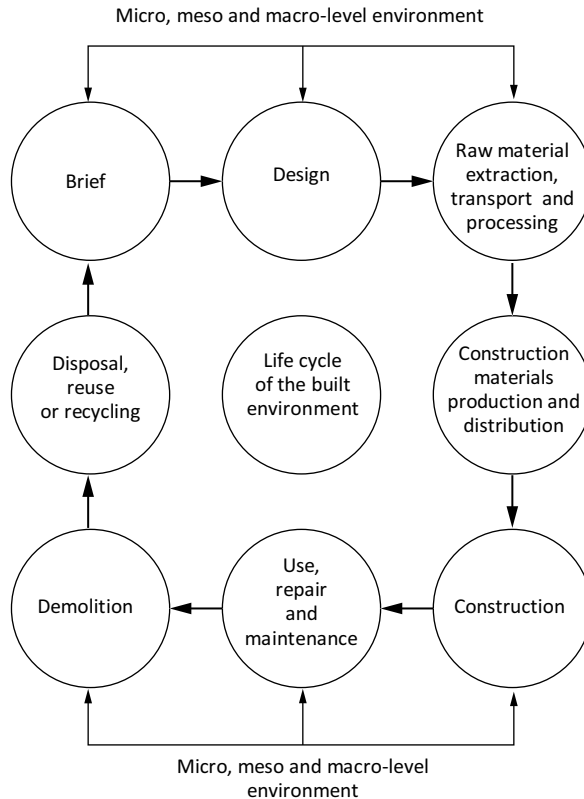 Micro, meso and macro-level environment
Brief
Design
Raw material
extraction,
transport and
processing
Disposal,
reuse
or recycling
Life cycle
of the built
environment
Construction
materials
production and
distribution
Demolition
Use,
repair
and
maintenance
Construction
Micro, meso and macro-level
environment